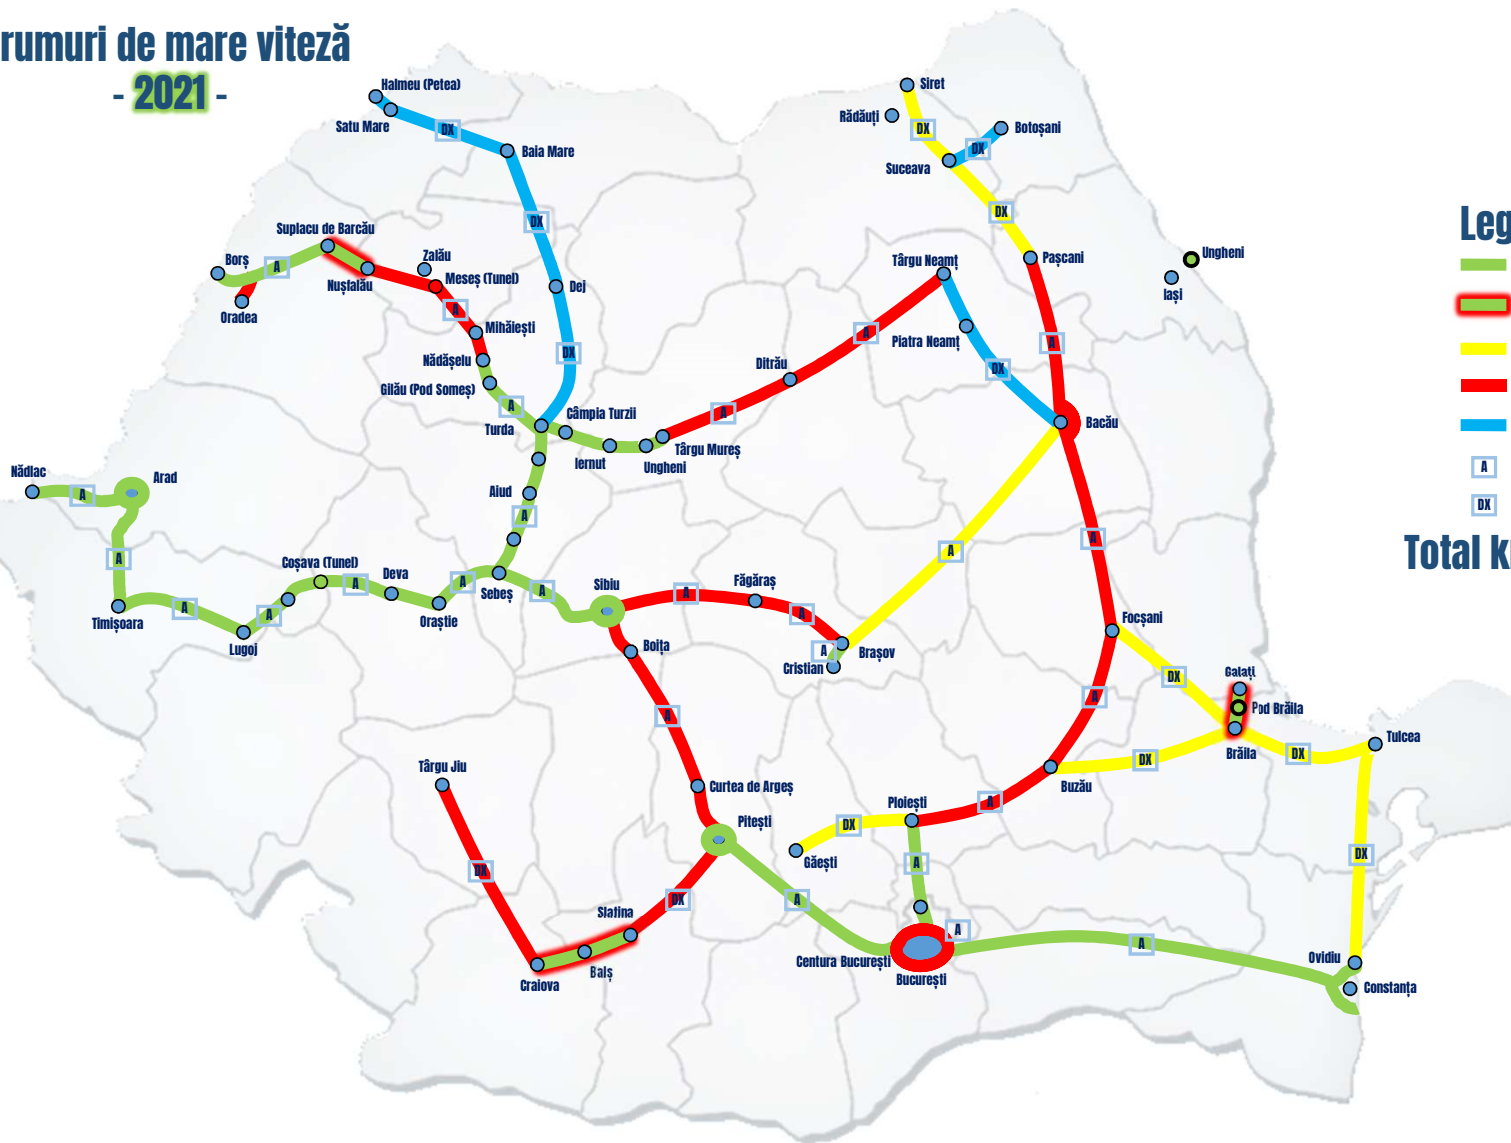 rumuri de mare viteză
- 2021 -
Halmeu (Petea)
Satu Mare
DX
Baia Mare
DX
Siret
Rădăuți
DX
Botoșani
DX
Suceava
DX
Suplacu de Barcău
Borș
A
Nușfalău
Oradea
Zalău
Meseș (Tunel)
A
Mihăiești
Nădășelu
Gilău (Pod Someș)
A
Dej
DX
Turda
Câmpia Turzii
Iernut
Ungheni
Târgu Mureș
A
Ditrău
A
Târgu Neamț
Piatra Neamț
DX
Pașcani
A
Bacău
Ungheni
Iași
Leg
A
DX
Total k
Nădlac
A
Arad
A
Timișoara
A
Lugoj
A
Coșava (Tunel)
A
Deva
Oraștie
A
Sebeș
Aiud
A
A
Sibiu
A
Făgăraș
A
A
Brașov
Cristian
A
A
Boița
A
Curtea de Argeș
Pitești
Focșani
DX
A
Galați
Pod Brăila
Brăila
DX
Tulcea
DX
DX
Buzău
A
Ploiești
DX
Găești
A
Târgu Jiu
DX
Slatina
DX
Balș
Craiova
A
A
Centura București
București
A
Ovidiu
Constanța